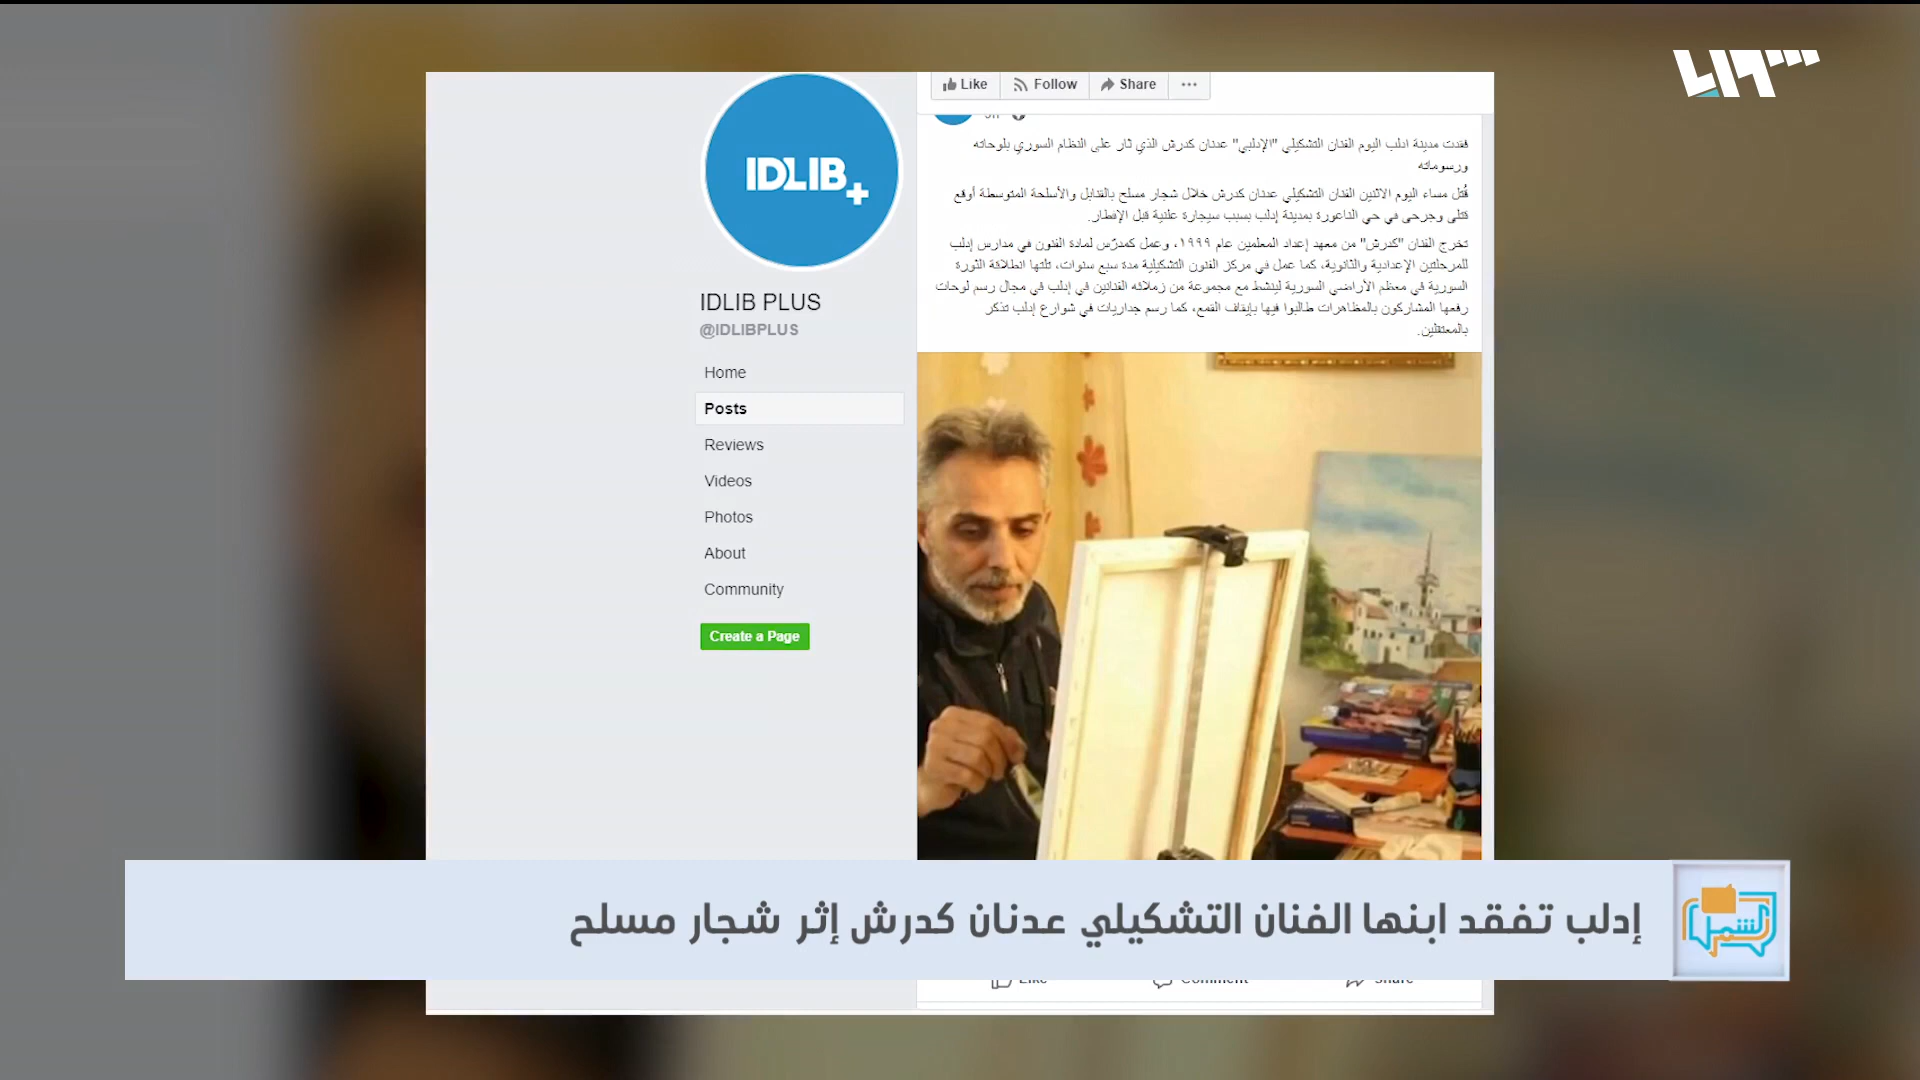 Like
Follow
Share
فقدت مدينة ادلب اليوم الفنان التشكيلي "الإدلبي" عدنان كدرش الذي ثار على النظام السوري بلوحاته
ورسوماته
قُتل مساء اليوم الاثنين الفنان التشكيلي عدنان كدرش خلال شجار مسلح بالقنابل والأسلحة المتوسطة أوقع
قتلى وجرحى في حي الناعورة بمدينة إدلب بسبب سيجارة علنية قبل الإفطار.
تخرج الفنان "كدرش" من معهد إعداد المعلمين عام ١٩٩٩، وعمل كمدرّس لمادة الفنون في مدارس إدلب
للمرحلتين الإعدادية والثانوية، كما عمل في مركز الفنون التشكيلية مدة سبع سنوات، تلتها انطلاقة الثورة
السورية في معظم الأراضي السورية لينشط مع مجموعة من زملائه الفنانين في إدلب في مجال رسم لوحات
رفعها المشاركون بالمظاهرات طالبوا فيها بإيقاف القمع، كما رسم جداريات في شوارع إدلب تذكر
بالمعتقلين.
IDLIB+
IDLIB PLUS
@IDLIBPLUS
Home
Posts
Reviews
Videos
Photos
About
Community
Create a Page
إدلب تفقد ابنها الفنان التشكيلي عدنان كدرش إثر شجار مسلح
Like
Comment
Share